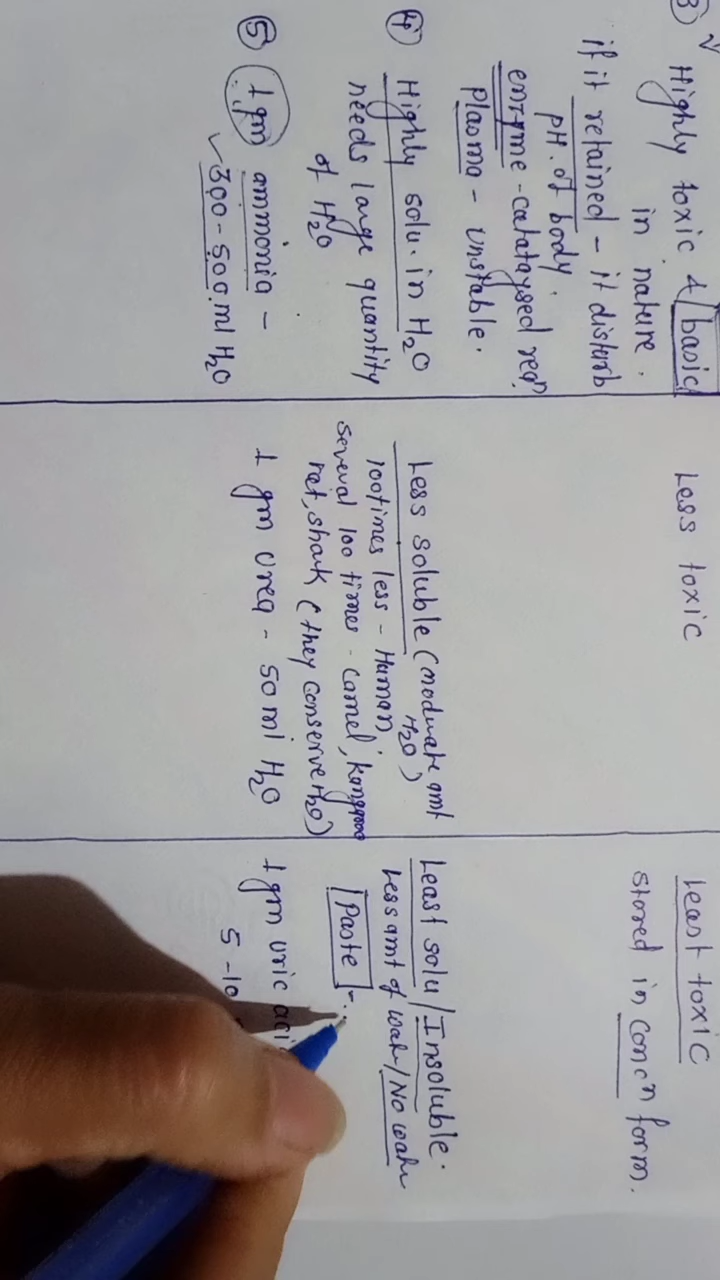 3) √ Highly toxic & basic
in nature.
if it retained - it disturb
pH. of body.
enzyme-catalaysed reqn
Plasma - unstable.
4) Highly solu. in H2O
needs large quantity
of H2O
5) 1 gm ammonia -
✓300 - 500 ml H2O
Less toxic
Less soluble (moduate amt
H2O)
100times less - Human,
several 100 times - camel, kangaroo
rat, shark (they conserve H2O)
1 gm urea - 50 ml H2O
Least toxic
stored in concn form.
Least solu/Insoluble.
Less amt of water/No water
Paste
1 gm uric
5 - 10